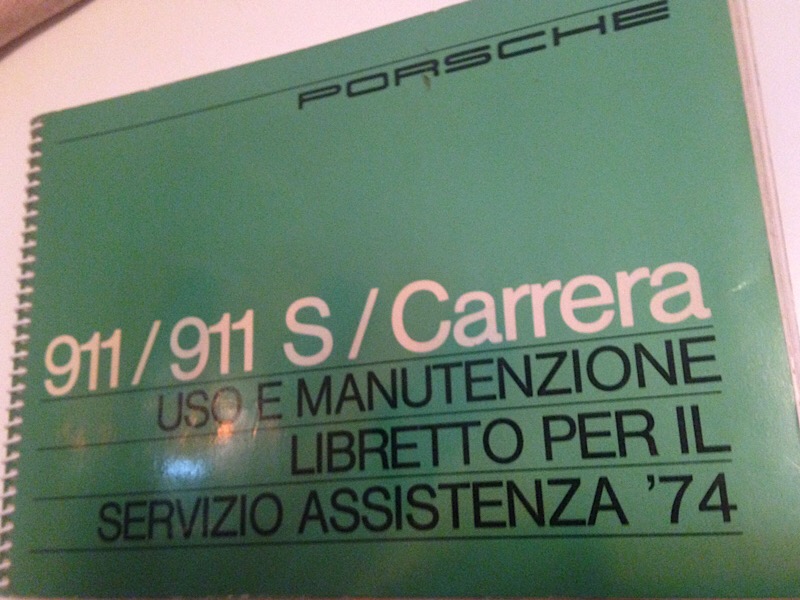 PORSCHE
911 / 911 S / Carrera
USO E MANUTENZIONE
LIBRETTO PER IL
SERVIZIO ASSISTENZA '74